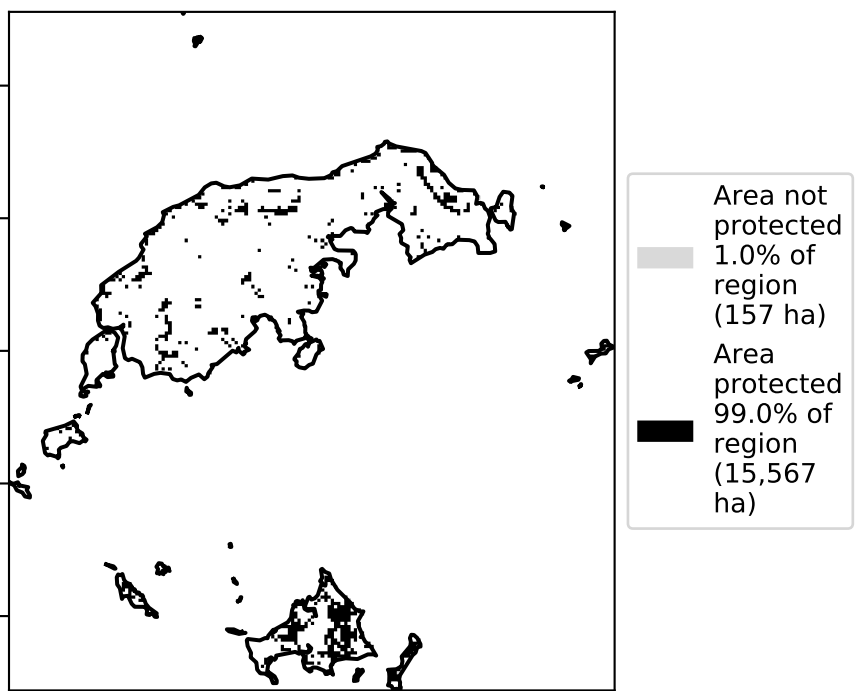 Area not
protected
1.0% of
region
(157 ha)
Area
protected
99.0% of
region
(15,567
ha)